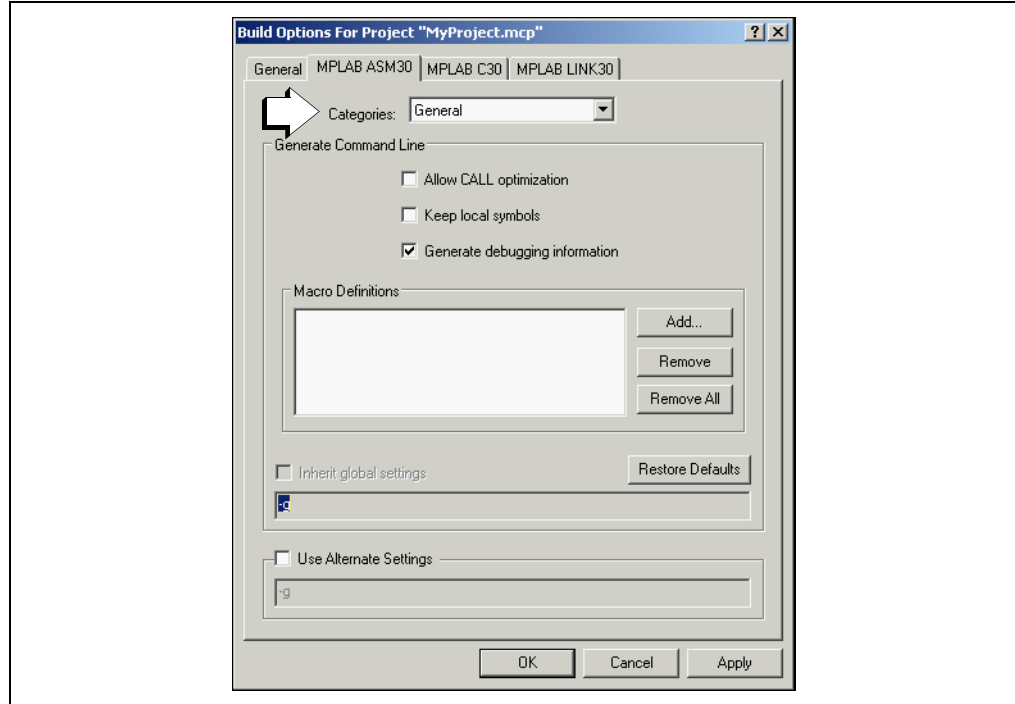 Build Options For Project "MyProject.mcp"
General MPLAB ASM30 MPLAB C30 MPLAB LINK30
Categories: General
Generate Command Line
Allow CALL optimization
Keep local symbols
Generate debugging information
Macro Definitions
Add...
Remove
Remove All
Inherit global settings Restore Defaults
-g
Use Alternate Settings
-g
OK Cancel Apply